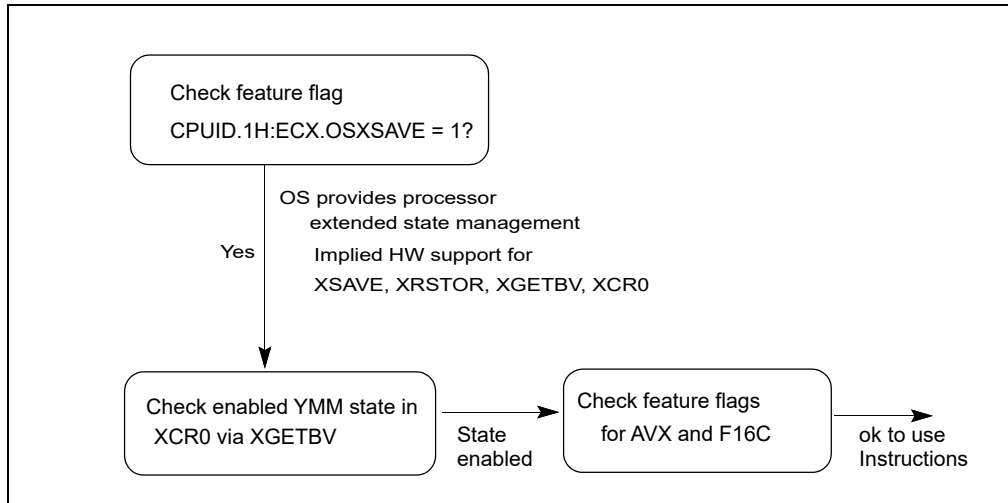 Check feature flag
CPUID.1H:ECX.OSXSAVE = 1?
OS provides processor
extended state management
Yes
Implied HW support for
XSAVE, XRSTOR, XGETBV, XCR0
Check enabled YMM state in
XCR0 via XGETBV
State
enabled
Check feature flags
for AVX and F16C
ok to use
Instructions